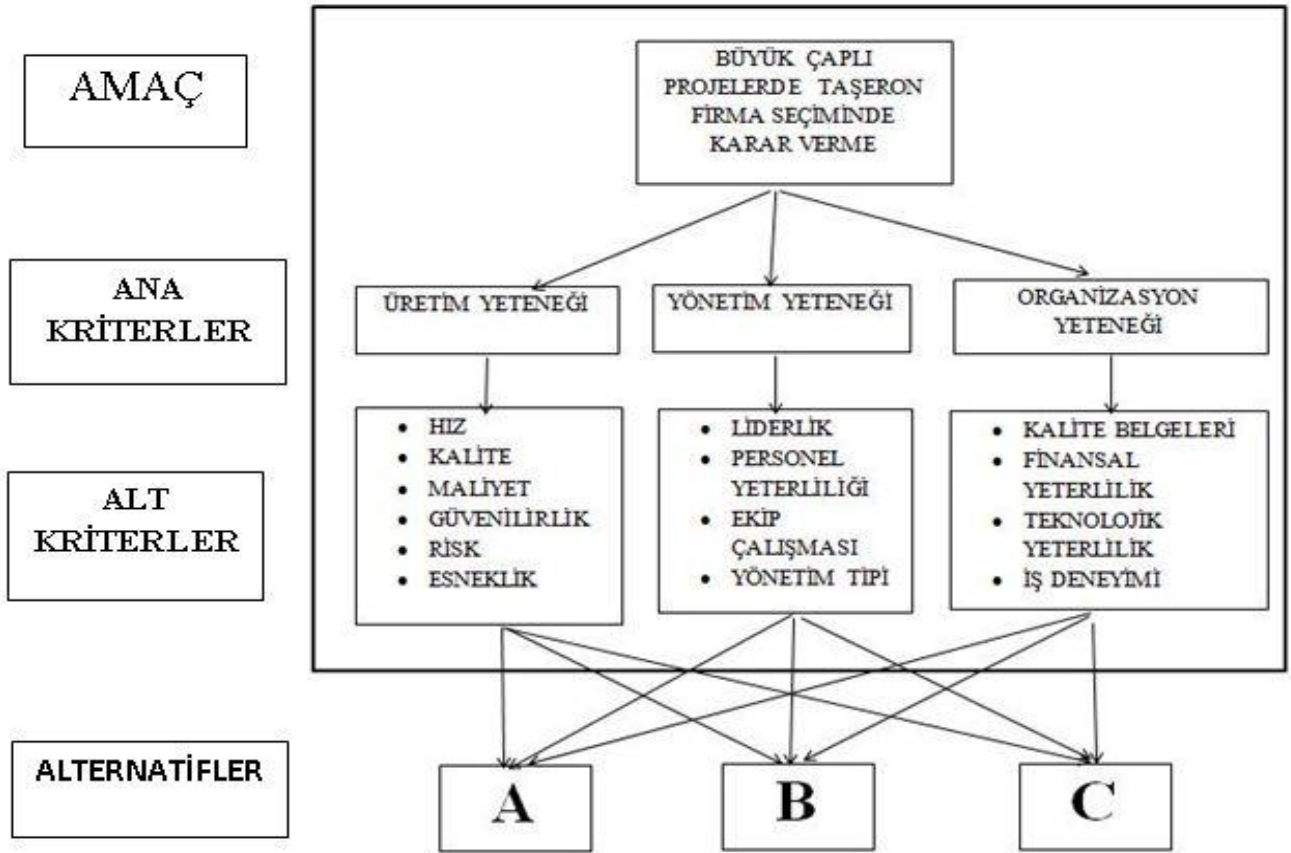 AMAÇ
BÜYÜK ÇAPLI
PROJELERDE TAŞERON
FİRMA SEÇİMİNDE
KARAR VERME
ANA
KRİTERLER
ÜRETİM YETENEĞİ
YÖNETİM YETENEĞİ
ORGANİZASYON
YETENEĞİ
ALT
KRİTERLER
• HIZ
• KALİTE
• MALİYET
• GÜVENİLİRLİK
• RİSK
• ESNEKLİK
• LİDERLİK
• PERSONEL
YETERLİLİĞİ
• EKİP
ÇALIŞMASI
• YÖNETİM TİPİ
• KALİTE BELGELERİ
• FİNANSAL
YETERLİLİK
• TEKNOLOJİK
YETERLİLİK
• İŞ DENEYİMİ
ALTERNATİFLER
A
B
C